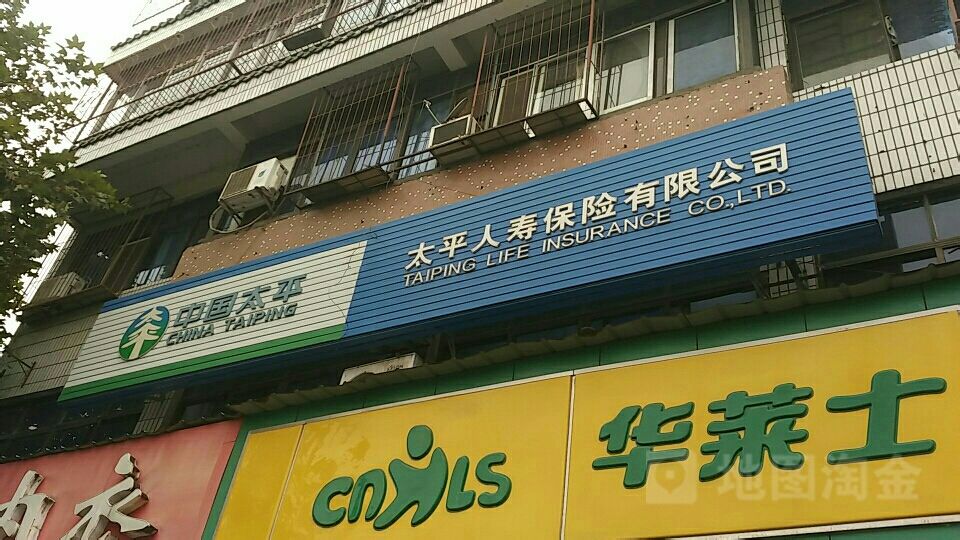 太平人寿保险有限公司
TAIPING LIFE INSURANCE CO.,LTD.
中国太平
CHINA TAIPING
华莱士
CNHLS
地图淘金